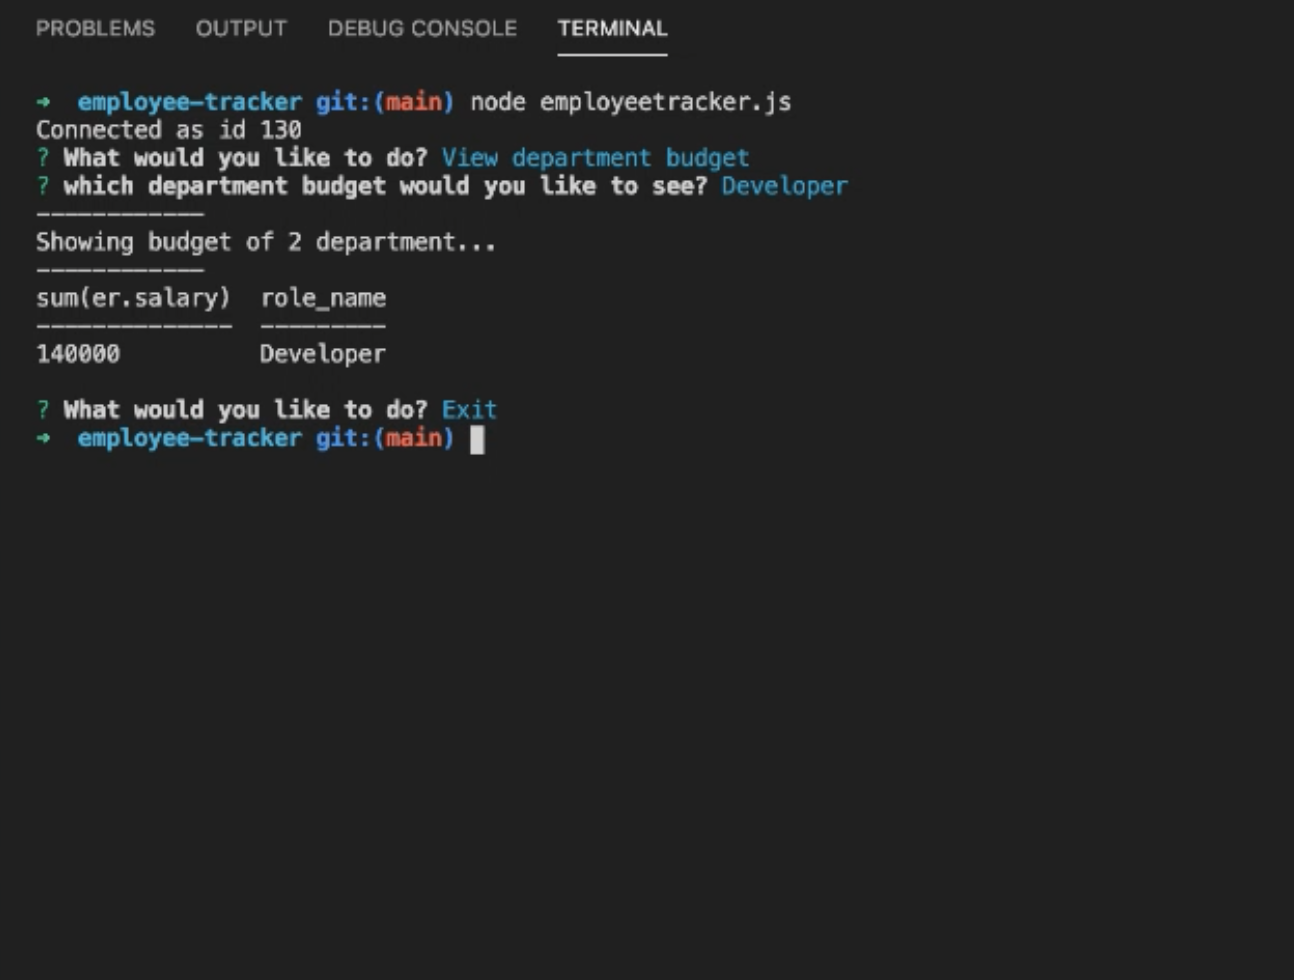 PROBLEMS OUTPUT DEBUG CONSOLE TERMINAL
➜ employee-tracker git:(main) node employeetracker.js
Connected as id 130
? What would you like to do? View department budget
? which department budget would you like to see? Developer
------------
Showing budget of 2 department...
------------
sum(er.salary) role_name
-------------- ---------
140000 Developer
? What would you like to do? Exit
➜ employee-tracker git:(main)